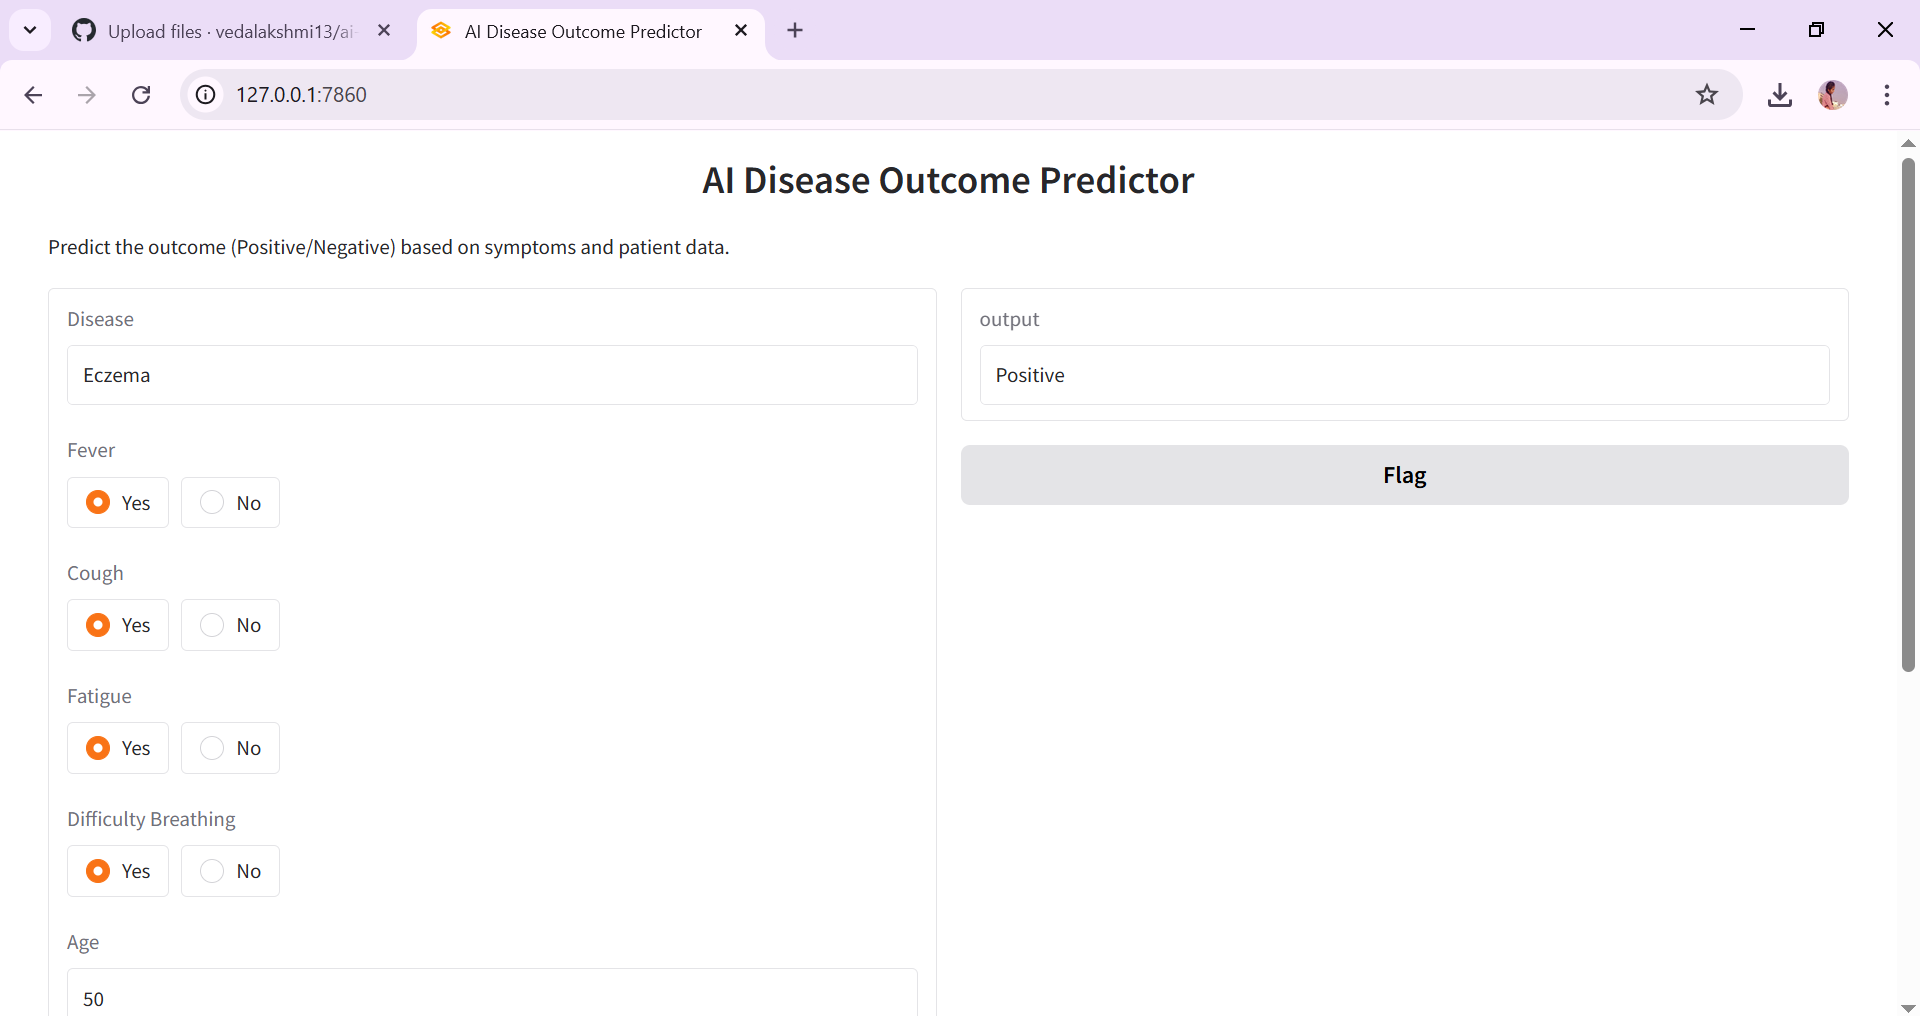 Upload files · vedalakshmi13/ai-
AI Disease Outcome Predictor
127.0.0.1:7860
AI Disease Outcome Predictor
Predict the outcome (Positive/Negative) based on symptoms and patient data.
Disease
Eczema
Fever
Yes No
Cough
Yes No
Fatigue
Yes No
Difficulty Breathing
Yes No
Age
50
output
Positive
Flag